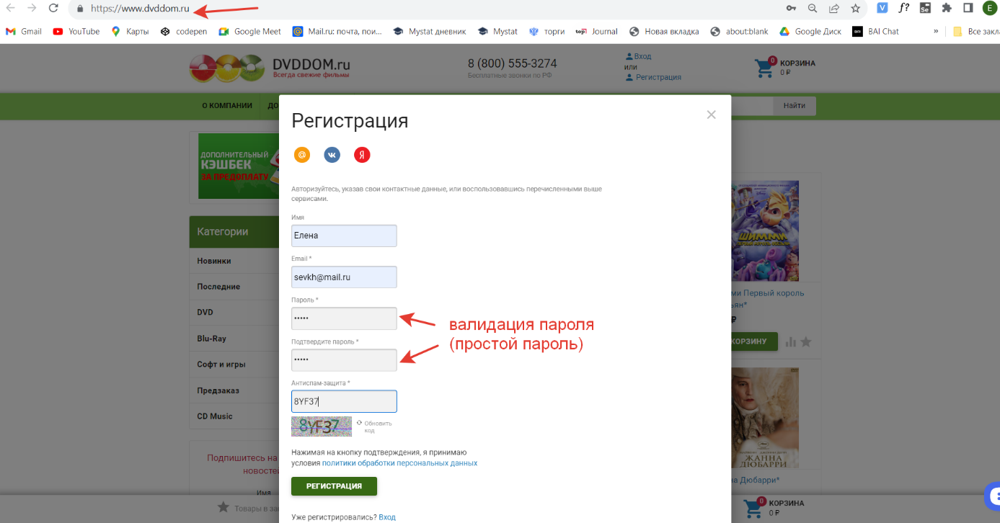 https://www.dvddom.ru
Gmail
YouTube
Карты
codepen
Google Meet
Mail.ru: почта, пои...
Mystat дневник
Mystat
торги
Journal
Новая вкладка
about:blank
Google Диск
BAI Chat
»
Все закла
DVDDOM.ru
Всегда свежие фильмы
8 (800) 555-3274
Бесплатные звонки по РФ
Вход
или
Регистрация
0
КОРЗИНА
0 ₽
О КОМПАНИИ
ДО
Найти
ДОПОЛНИТЕЛЬНЫЙ
КЭШБЕК
ЗА ПРЕДОПЛАТУ
Категории
Новинки
Последние
DVD
Blu-Ray
Софт и игры
Предзаказ
CD Music
Подпишитесь на
новостей
Имя
Товары в за
Регистрация
Авторизуйтесь, указав свои контактные данные, или воспользовавшись перечисленными выше
сервисами.
Имя
Елена
Email *
sevkh@mail.ru
Пароль *
•••••
Подтвердите пароль *
•••••
валидация пароля
(простой пароль)
Антиспам-защита *
8YF37
8YF37
Обновить
код
Нажимая на кнопку подтверждения, я принимаю
условия политики обработки персональных данных
РЕГИСТРАЦИЯ
Уже регистрировались? Вход
ШИММИ
ми Первый король
ьян*
₽
КОРЗИНУ
ЖАННА
ДЮБАРРИ
на Дюбарри*
0
КОРЗИНА
0 ₽